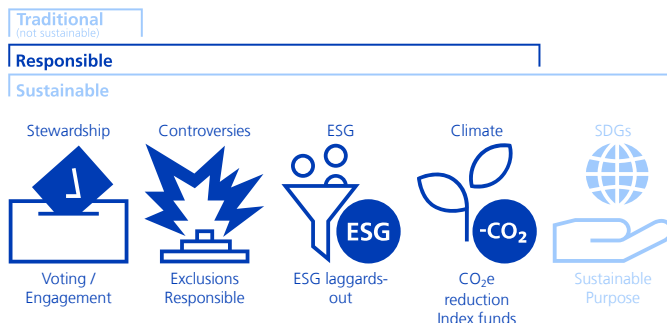 Traditional
(not sustainable)
Responsible
Sustainable
Stewardship
Controversies
ESG
Climate
SDGs
ESG
-CO₂
Voting /
Engagement
Exclusions
Responsible
ESG laggards-
out
CO₂e
reduction
Index funds
Sustainable
Purpose